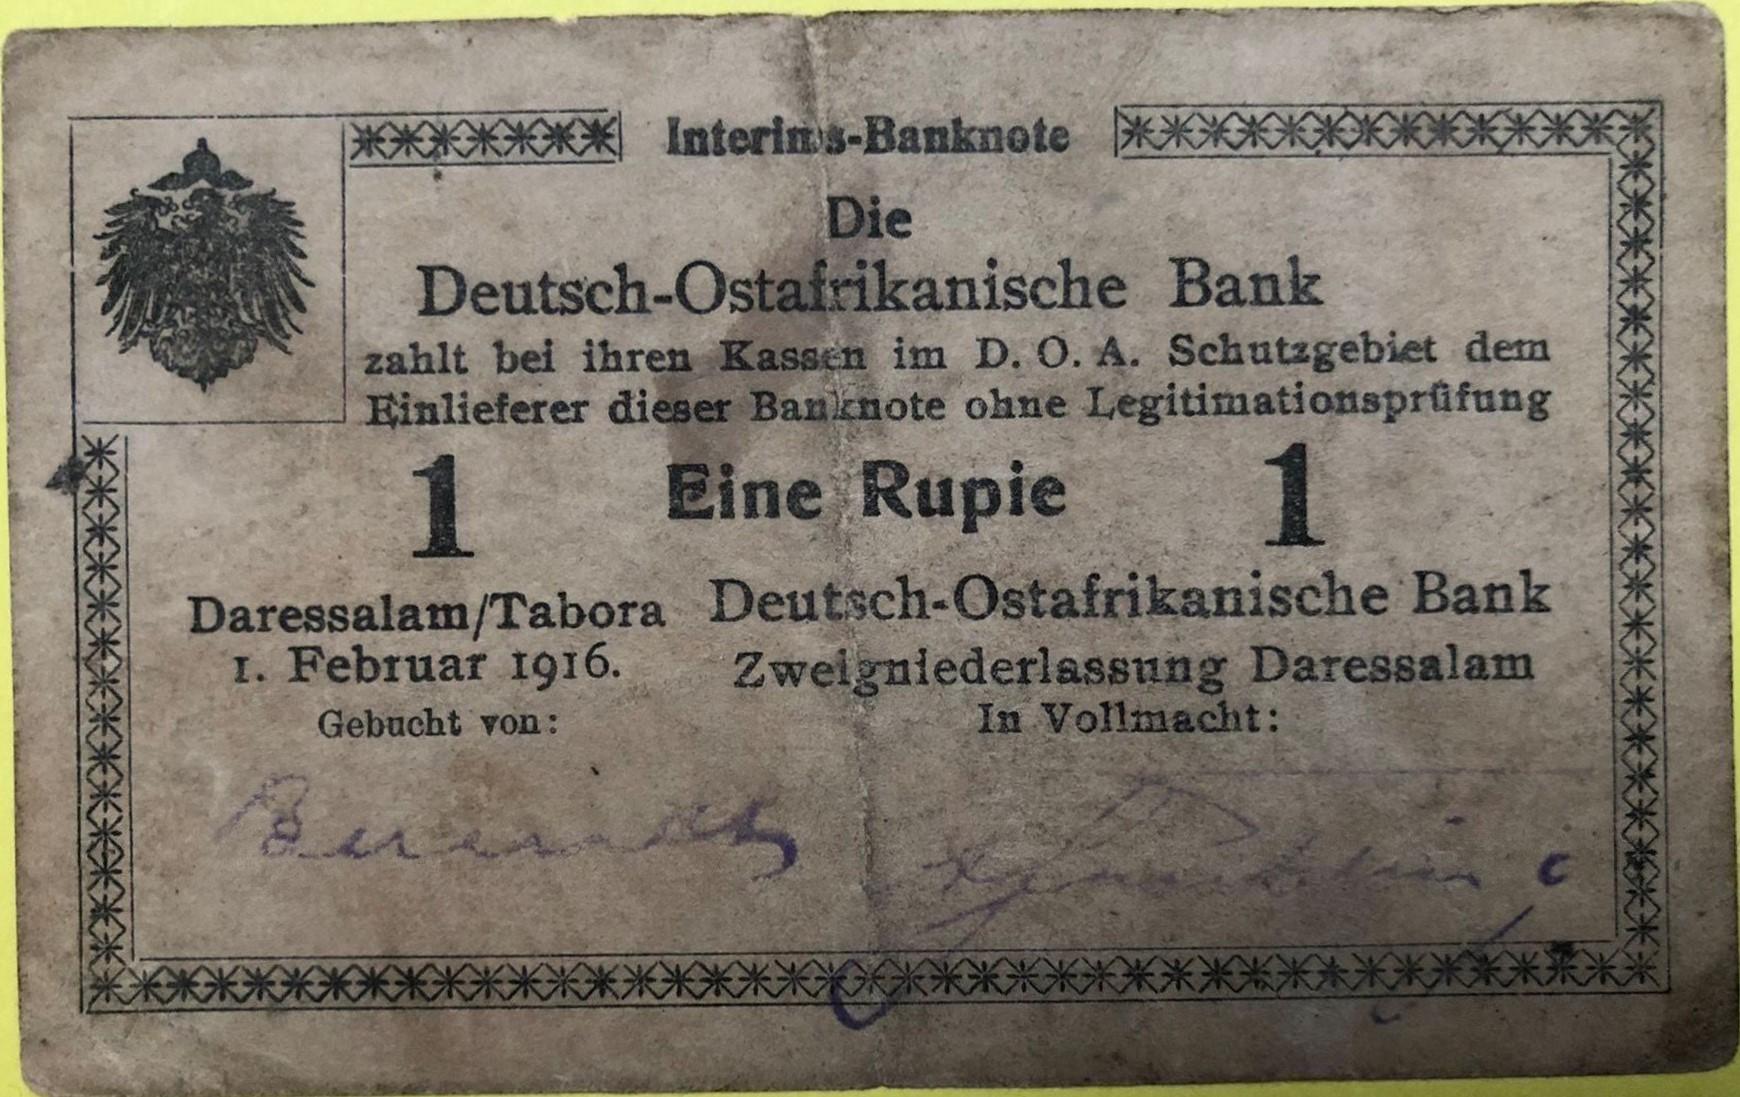 Interims-Banknote
Die
Deutsch-Ostafrikanische Bank
zahlt bei ihren Kassen im D. O. A. Schutzgebiet dem
Einlieferer dieser Banknote ohne Legitimationsprüfung
1 Eine Rupie 1
Daressalam/Tabora
1. Februar 1916.
Gebucht von:
Deutsch-Ostafrikanische Bank
Zweigniederlassung Daressalam
In Vollmacht: